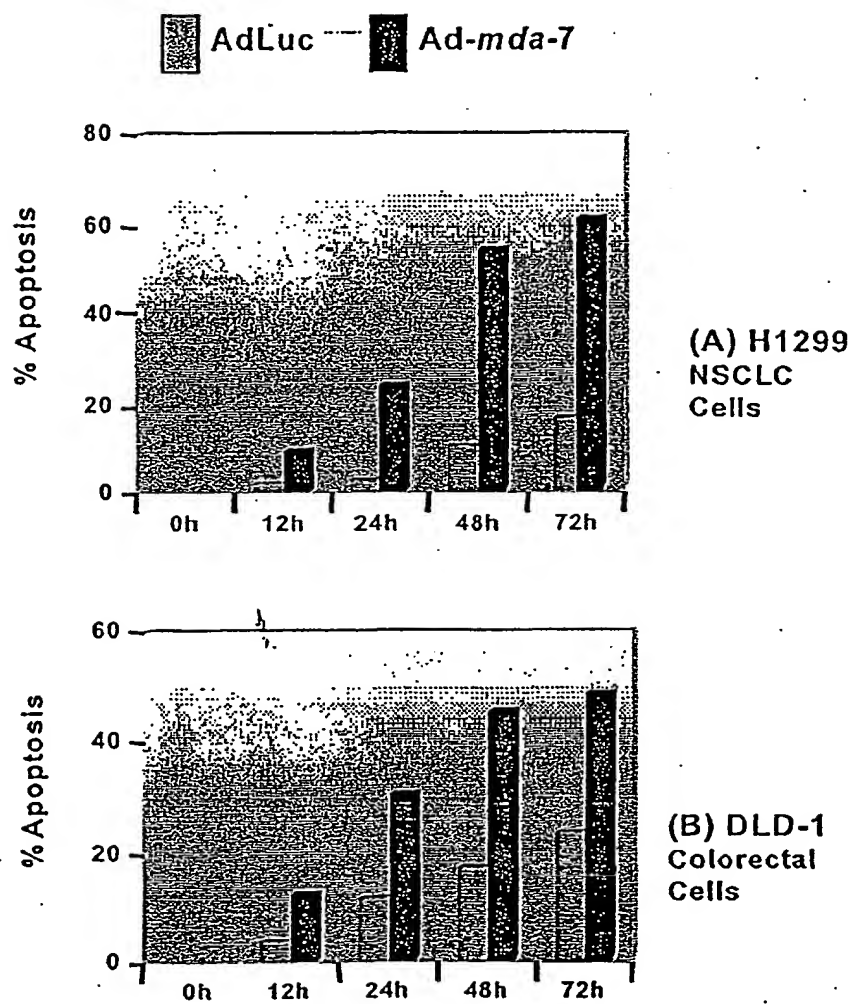 AdLuc Ad-mda-7
80
60
40
20
0
% Apoptosis
0h 12h 24h 48h 72h
(A) H1299
NSCLC
Cells
60
40
20
0
% Apoptosis
0h 12h 24h 48h 72h
(B) DLD-1
Colorectal
Cells